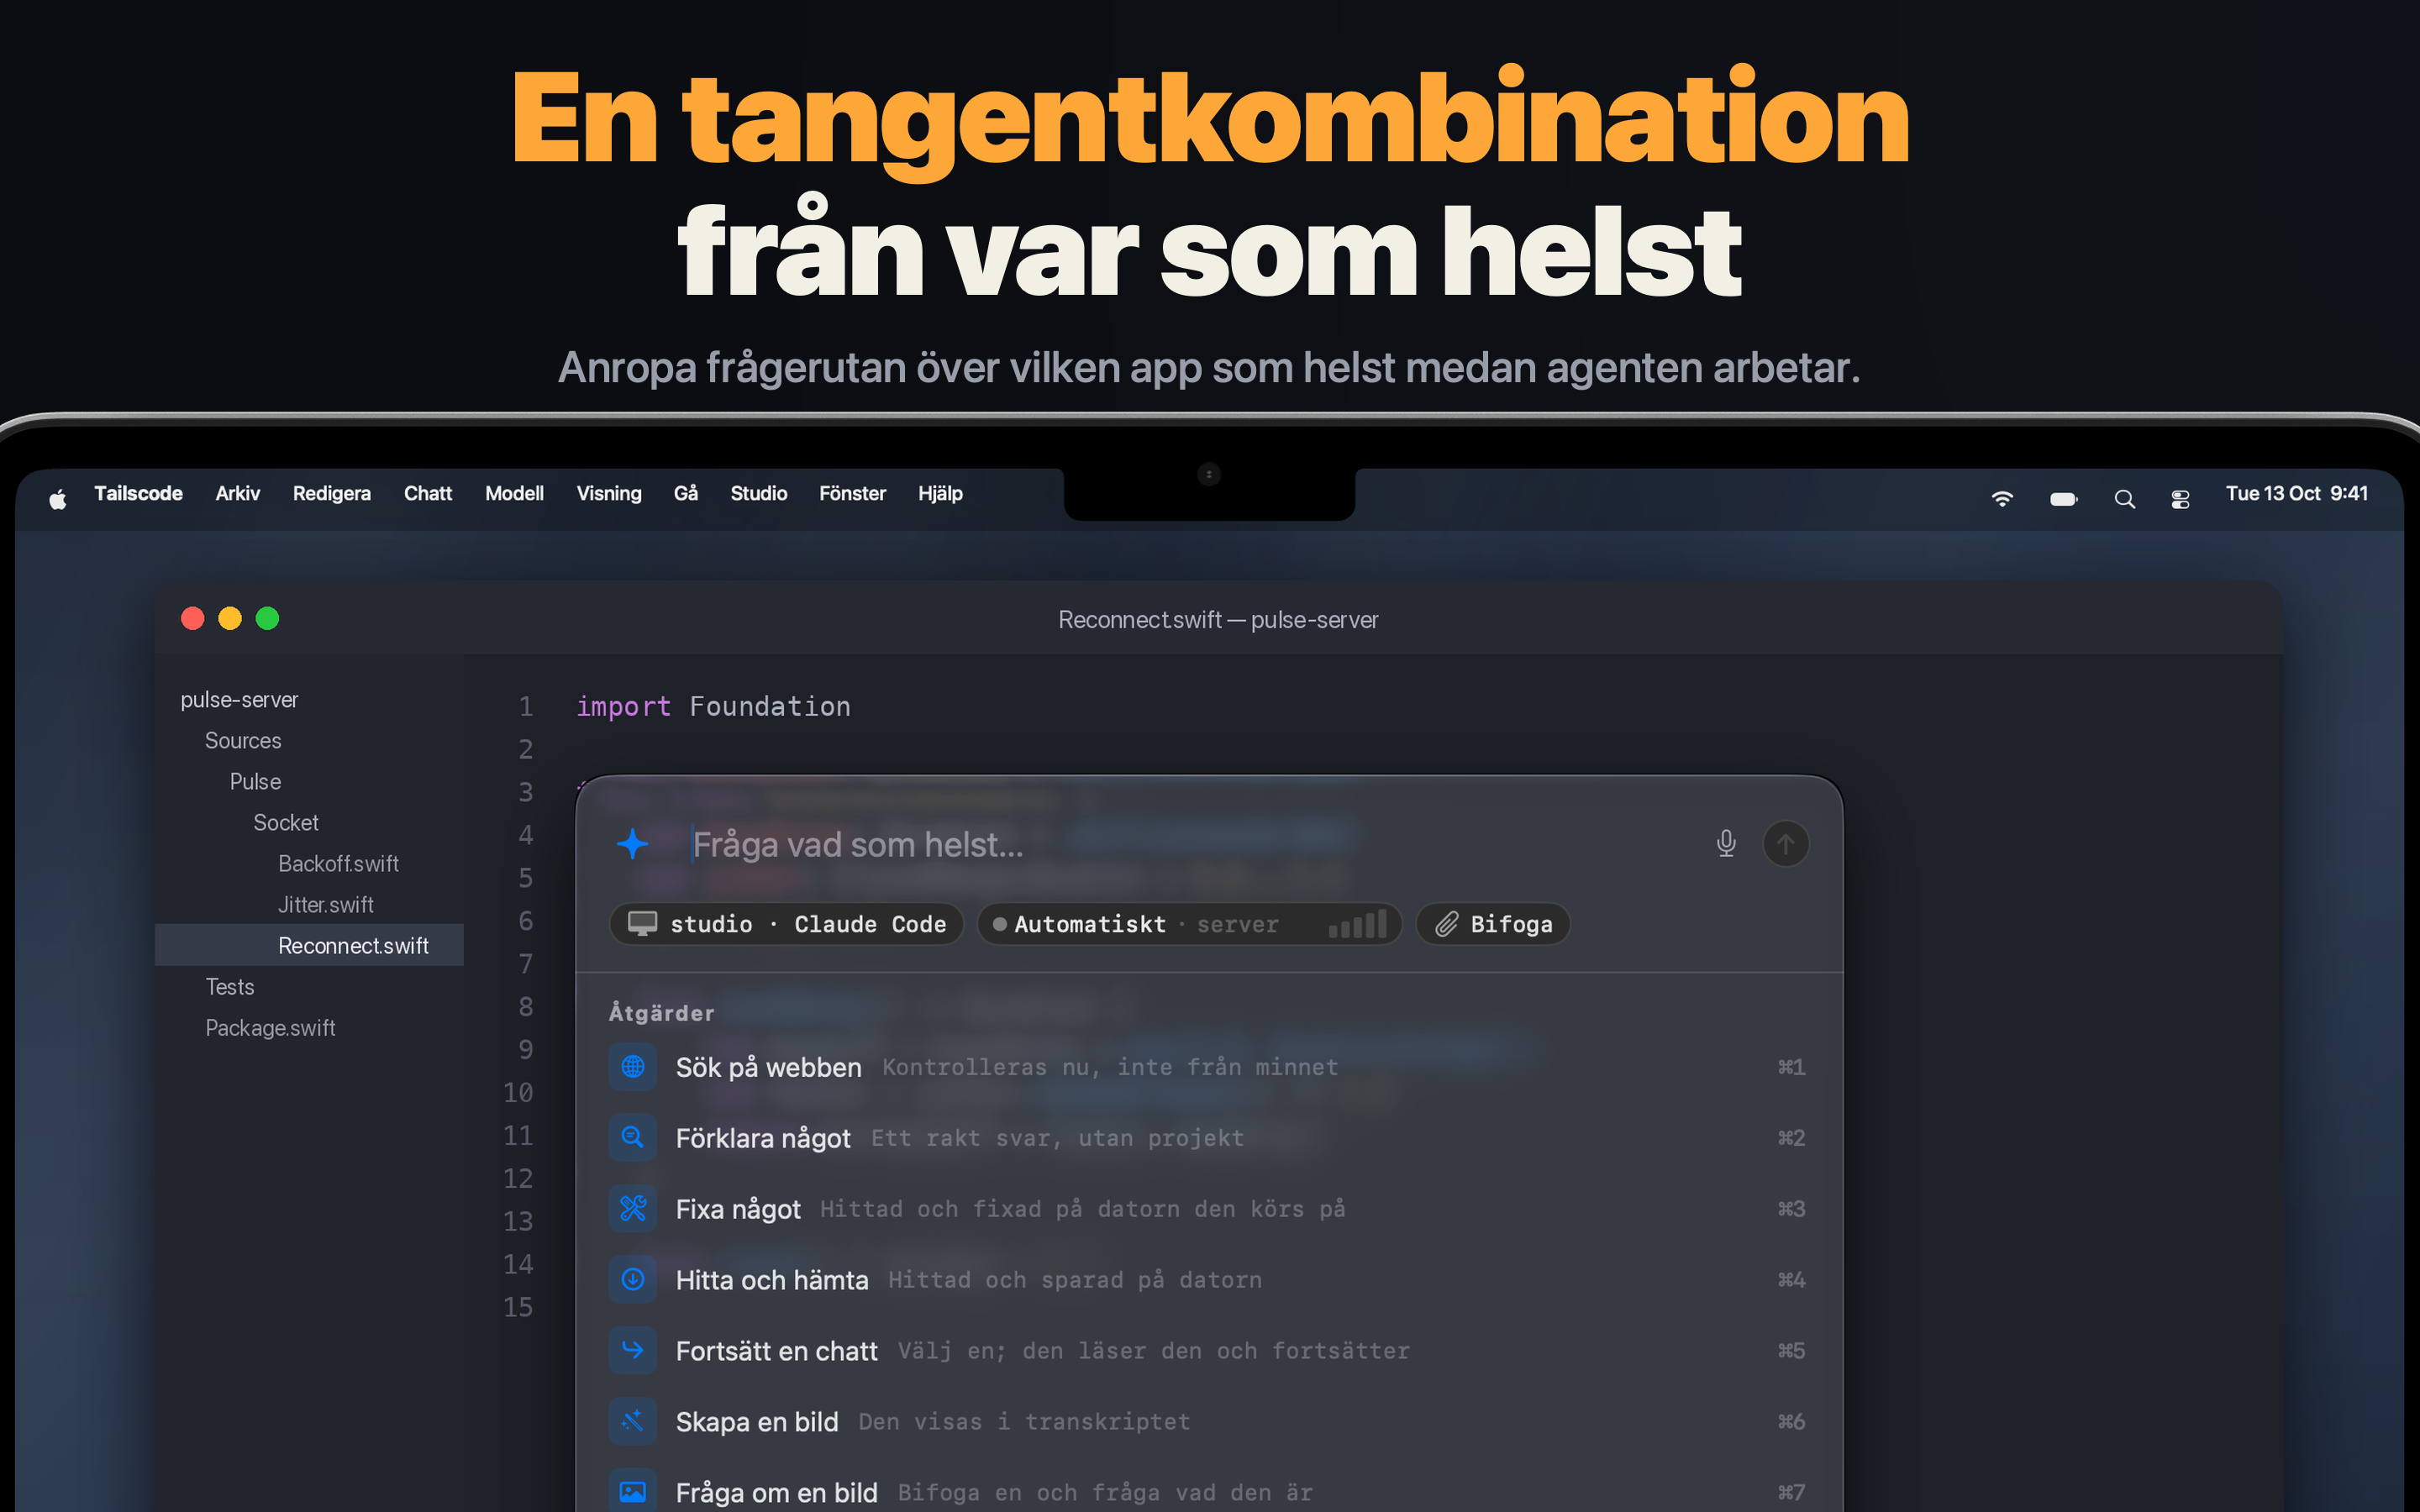 En tangentkombination
från var som helst
Anropa frågerutan över vilken app som helst medan agenten arbetar.
Tailscode Arkiv Redigera Chatt Modell Visning Gå Studio Fönster Hjälp Tue 13 Oct 9:41
Reconnect.swift — pulse-server
pulse-server
Sources
Pulse
Socket
Backoff.swift
Jitter.swift
Reconnect.swift
Tests
Package.swift
1 import Foundation
2
3
4
5
6
7
8
9
10
11
12
13
14
15
Fråga vad som helst...
studio · Claude Code Automatiskt · server Bifoga
Åtgärder
Sök på webben Kontrolleras nu, inte från minnet ⌘1
Förklara något Ett rakt svar, utan projekt ⌘2
Fixa något Hittad och fixad på datorn den körs på ⌘3
Hitta och hämta Hittad och sparad på datorn ⌘4
Fortsätt en chatt Välj en; den läser den och fortsätter ⌘5
Skapa en bild Den visas i transkriptet ⌘6
Fråga om en bild Bifoga en och fråga vad den är ⌘7